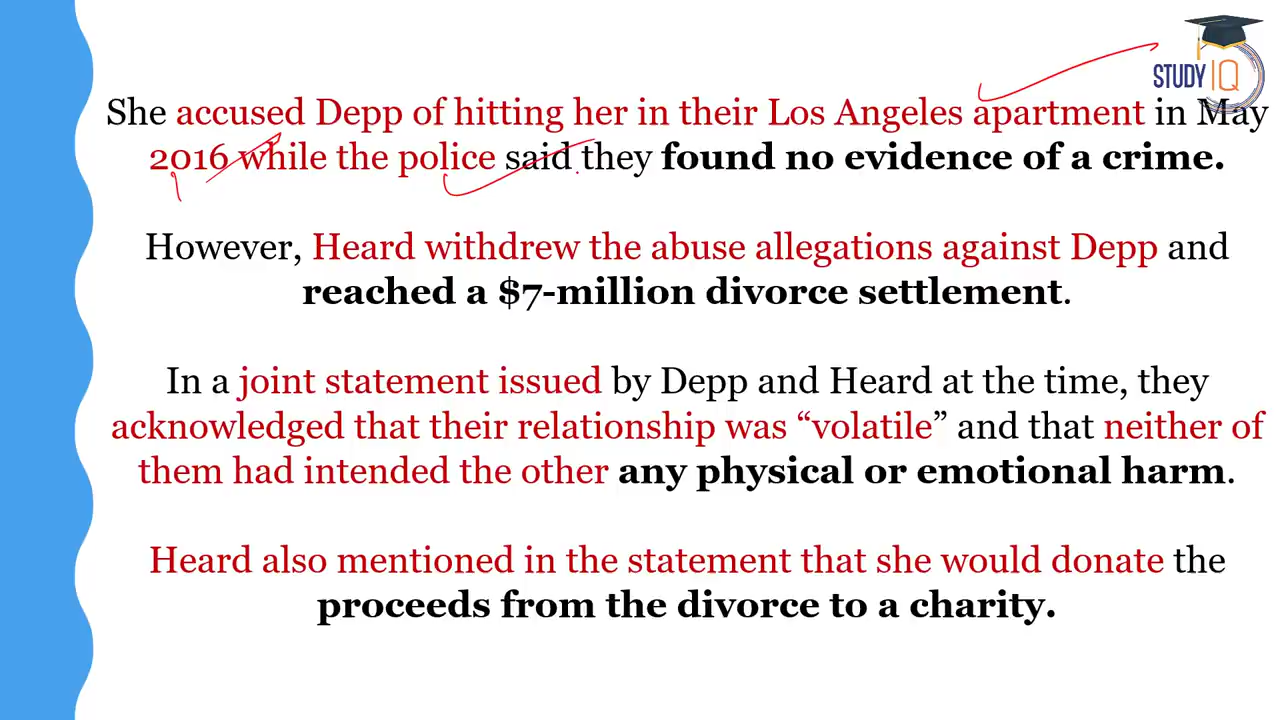 STUDY IQ
She accused Depp of hitting her in their Los Angeles apartment in May
2016 while the police said they found no evidence of a crime.
However, Heard withdrew the abuse allegations against Depp and
reached a $7-million divorce settlement.
In a joint statement issued by Depp and Heard at the time, they
acknowledged that their relationship was “volatile” and that neither of
them had intended the other any physical or emotional harm.
Heard also mentioned in the statement that she would donate the
proceeds from the divorce to a charity.